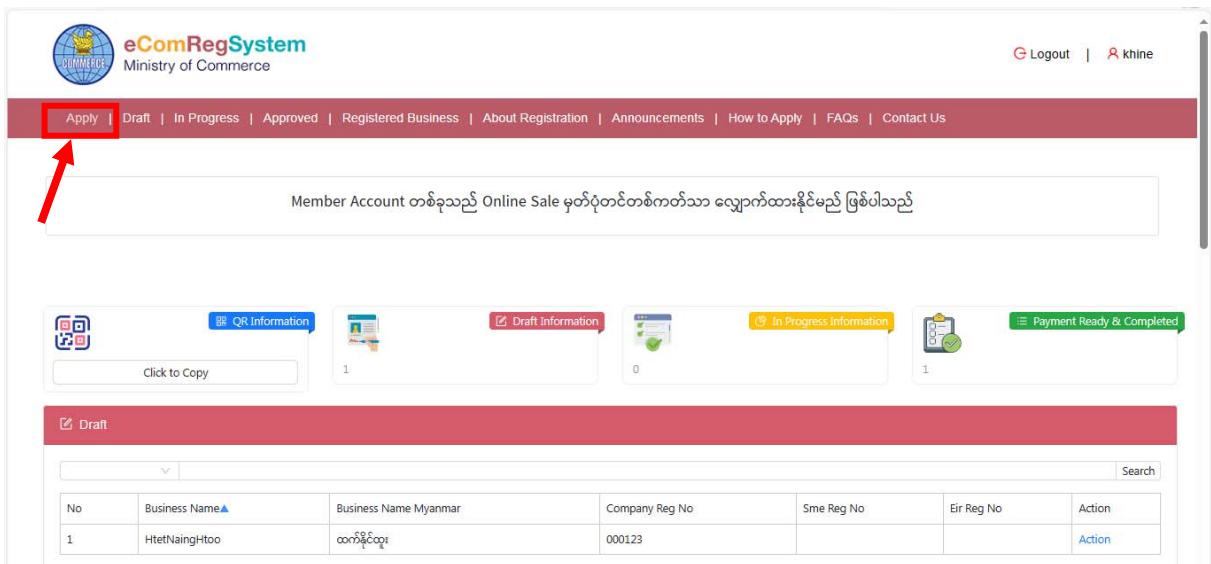 eComRegSystem
Ministry of Commerce
COMMERCE
Logout | khine
Apply | Draft | In Progress | Approved | Registered Business | About Registration | Announcements | How to Apply | FAQs | Contact Us
Member Account တစ်ခုသည် Online Sale မှတ်ပုံတင်တစ်ကတ်သာ လျှောက်ထားနိုင်မည် ဖြစ်ပါသည်
QR Information
Click to Copy
Draft Information
1
In Progress Information
0
Payment Ready & Completed
1
Draft
Search
No Business Name Business Name Myanmar Company Reg No Sme Reg No Eir Reg No Action
1 HtetNaingHtoo ထက်နိုင်ထူး 000123 Action